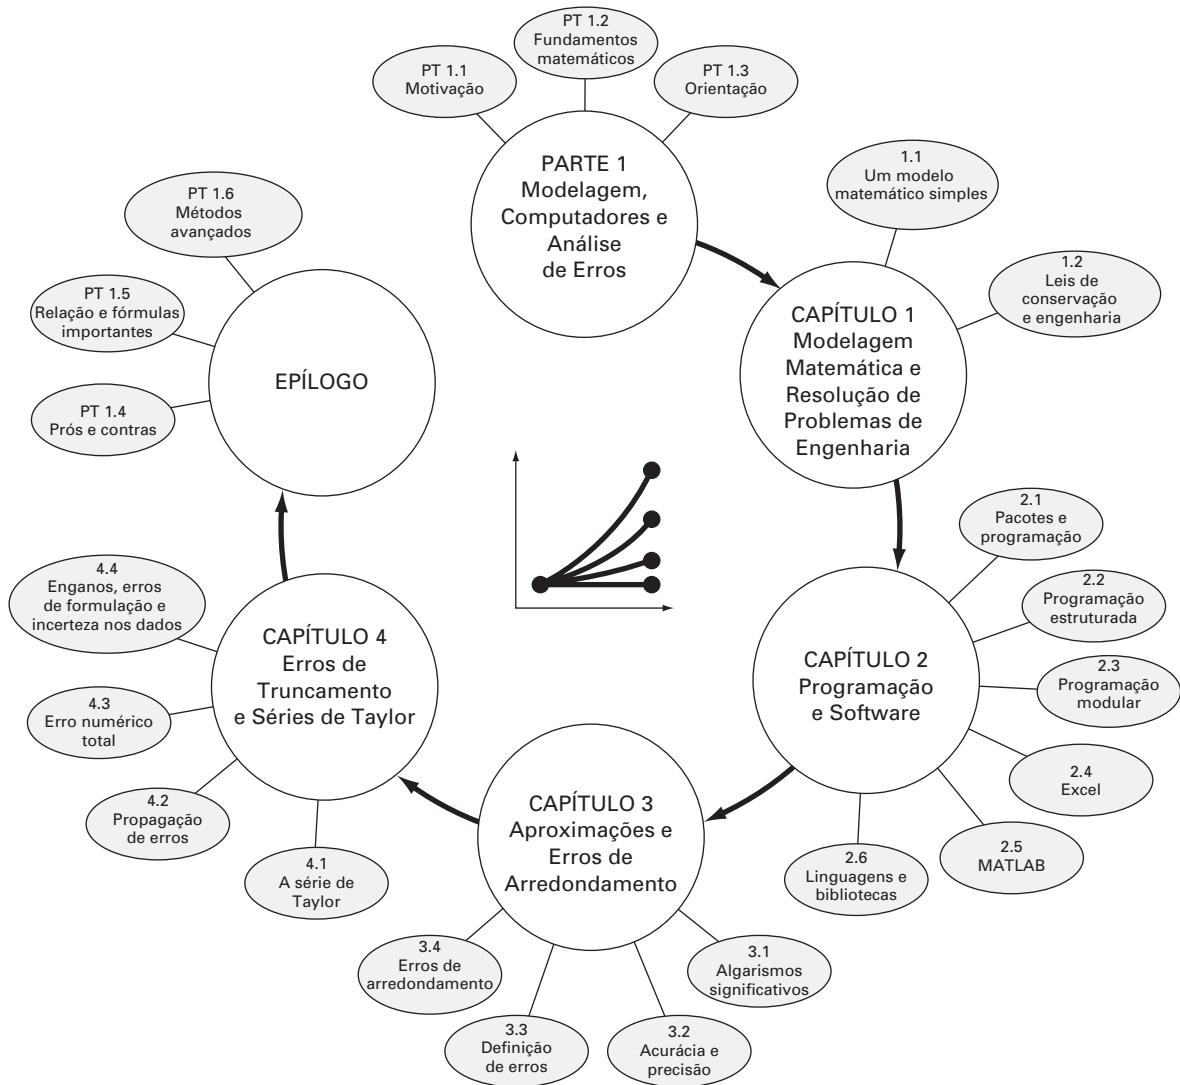 PT 1.1
Motivação
PT 1.2
Fundamentos
matemáticos
PT 1.3
Orientação
PARTE 1
Modelagem,
Computadores e
Análise
de Erros
1.1
Um modelo
matemático simples
1.2
Leis de
conservação
e engenharia
CAPÍTULO 1
Modelagem
Matemática e
Resolução de
Problemas de
Engenharia
2.1
Pacotes e
programação
2.2
Programação
estruturada
2.3
Programação
modular
2.4
Excel
2.5
MATLAB
2.6
Linguagens e
bibliotecas
CAPÍTULO 2
Programação
e Software
CAPÍTULO 3
Aproximações e
Erros de
Arredondamento
3.1
Algarismos
significativos
3.2
Acurácia e
precisão
3.3
Definição
de erros
3.4
Erros de
arredondamento
CAPÍTULO 4
Erros de
Truncamento
e Séries de Taylor
4.1
A série de
Taylor
4.2
Propagação
de erros
4.3
Erro numérico
total
4.4
Enganos, erros
de formulação e
incerteza nos dados
EPÍLOGO
PT 1.4
Prós e contras
PT 1.5
Relação e fórmulas
importantes
PT 1.6
Métodos
avançados